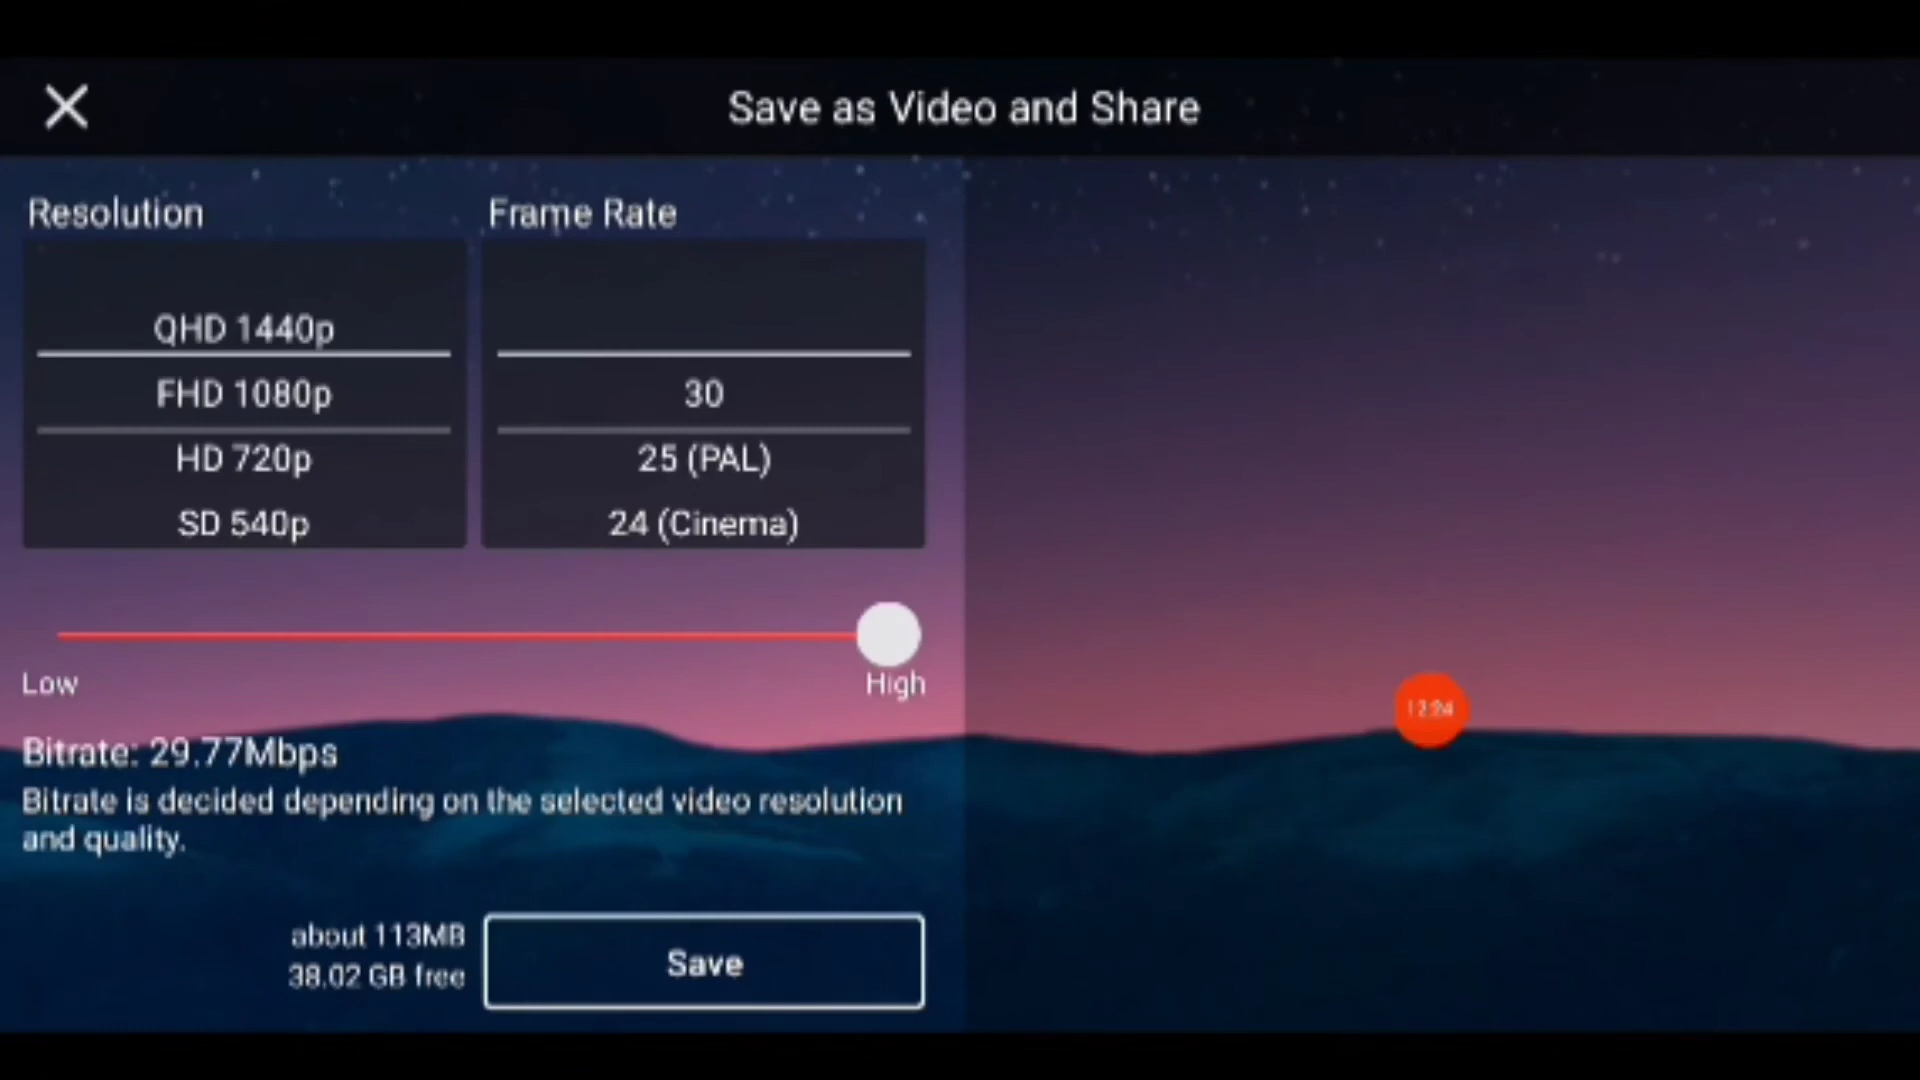 Save as Video and Share
Resolution
Frame Rate
QHD 1440p
FHD 1080p
30
HD 720p
25 (PAL)
SD 540p
24 (Cinema)
Low
High
Bitrate: 29.77Mbps
Bitrate is decided depending on the selected video resolution
and quality.
about 113MB
38.02 GB free
Save
12:24